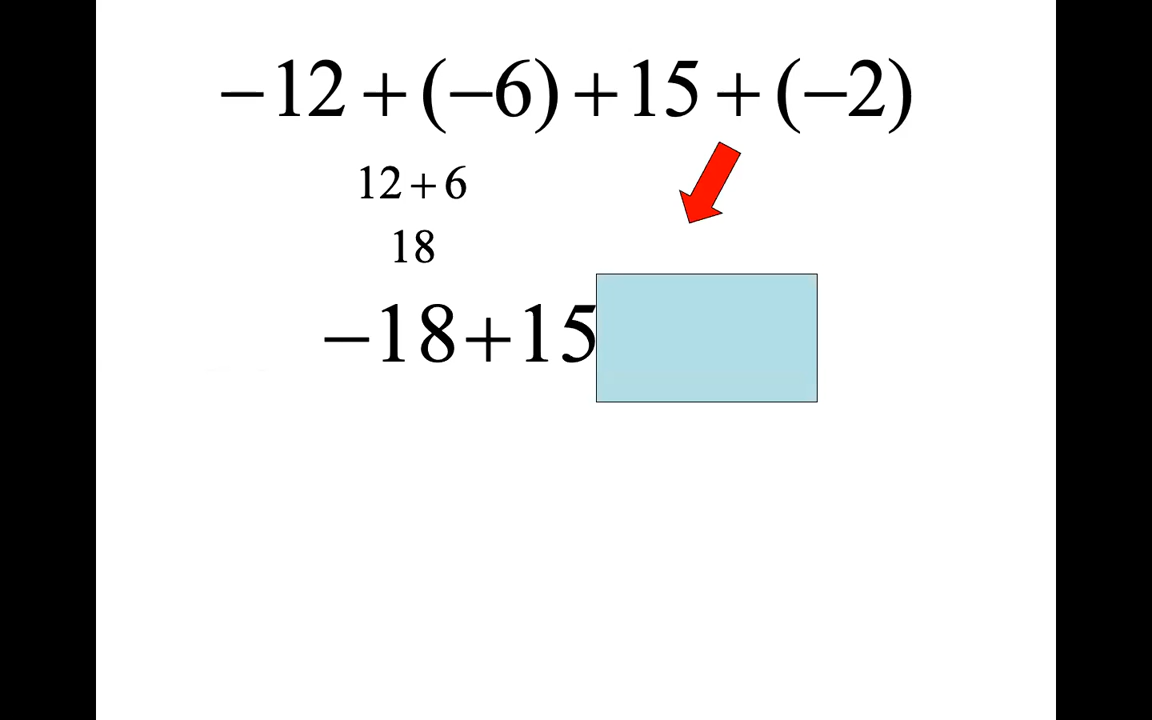 −12 + (−6) + 15 + (−2)
12 + 6
18
−18 + 15